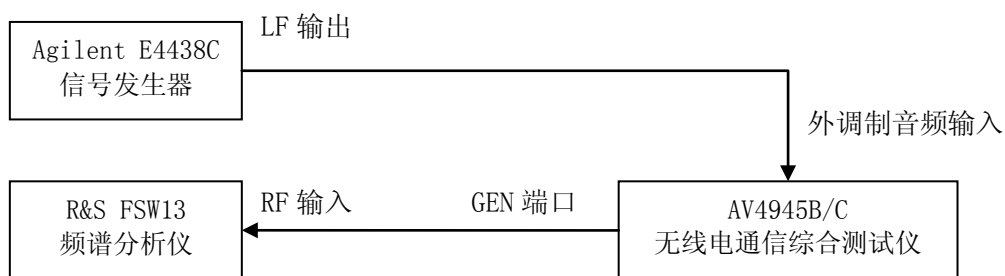 LF 输出
Agilent E4438C
信号发生器
外调制音频输入
R&S FSW13
频谱分析仪
RF 输入
GEN 端口
AV4945B/C
无线电通信综合测试仪